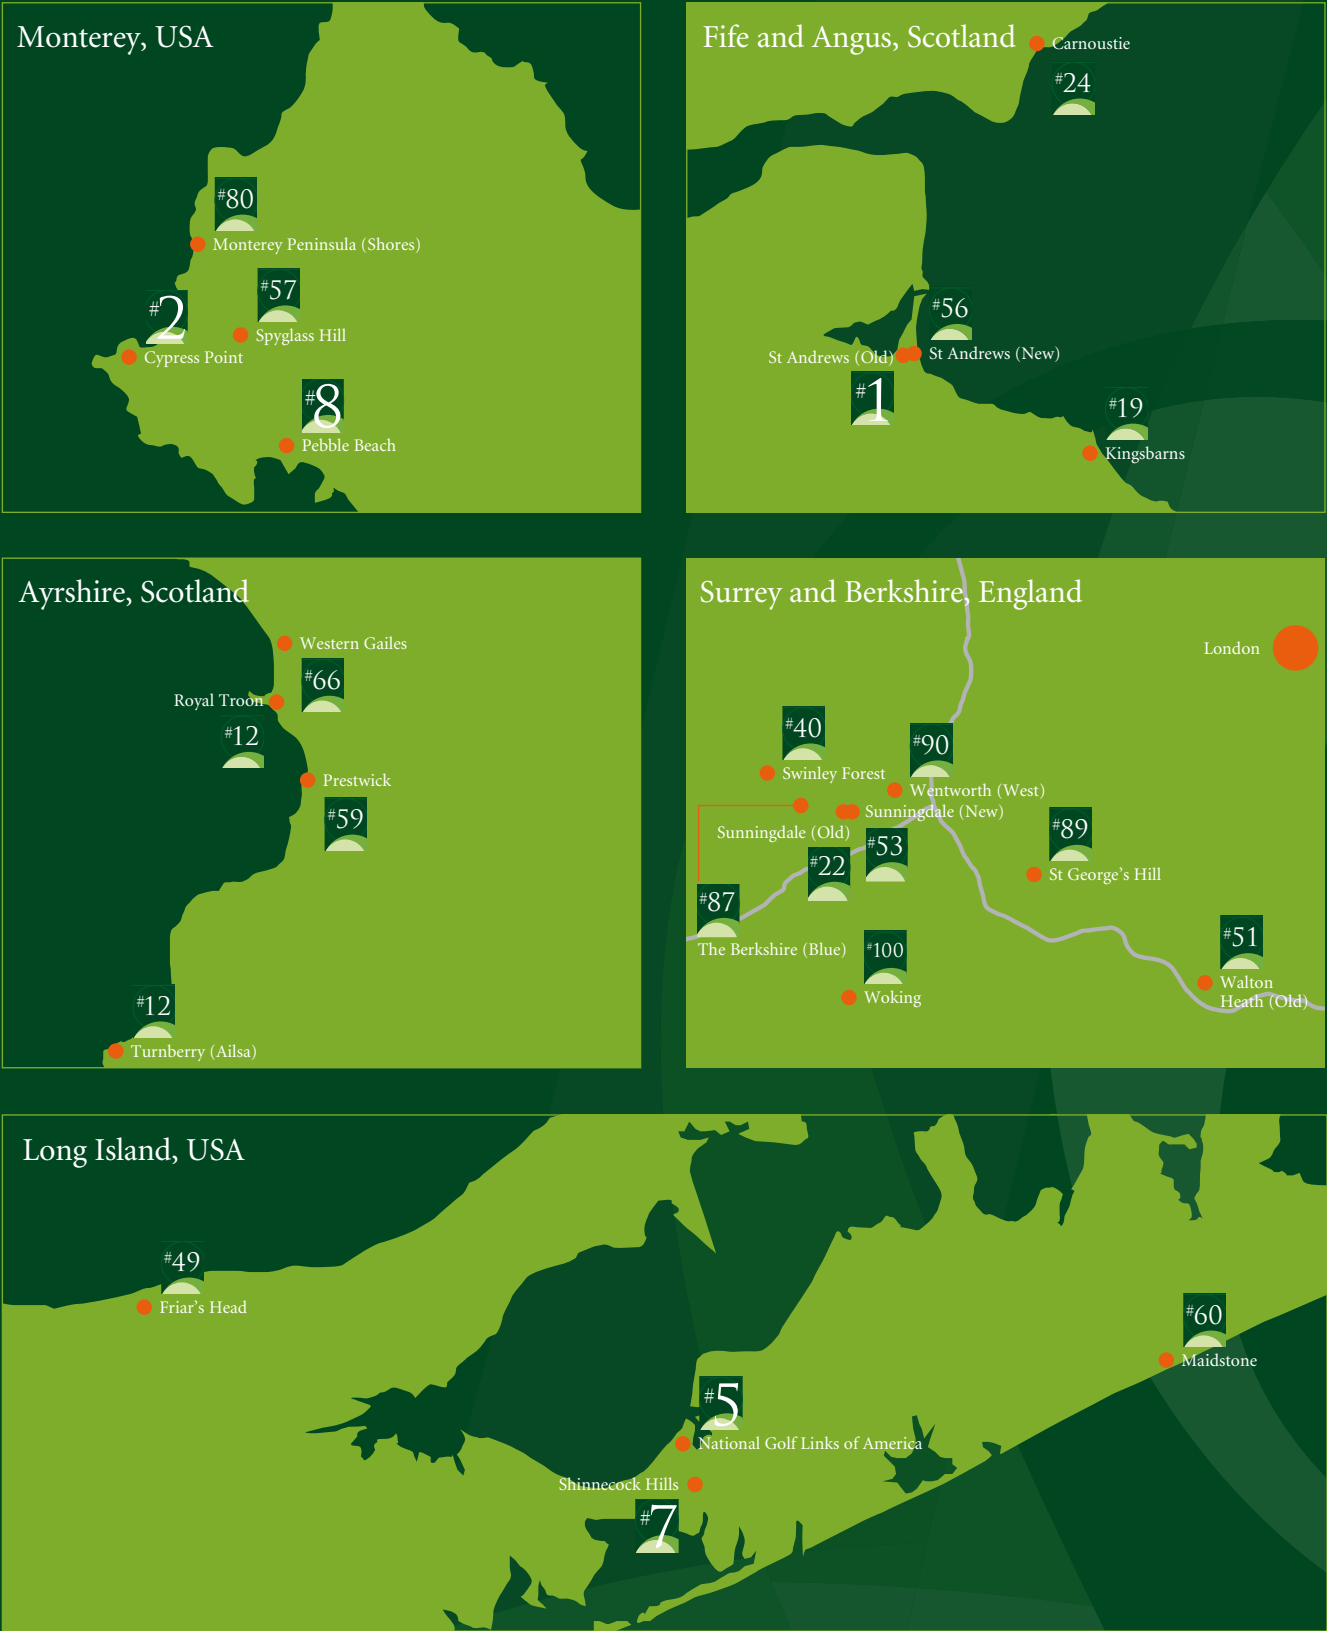 Monterey, USA
#80
Monterey Peninsula (Shores)
#57
Spyglass Hill
#2
Cypress Point
#8
Pebble Beach
Fife and Angus, Scotland
Carnoustie
#24
#56
St Andrews (New)
St Andrews (Old)
#1
#19
Kingsbarns
Ayrshire, Scotland
Western Gailes
#66
Royal Troon
#12
Prestwick
#59
#12
Turnberry (Ailsa)
Surrey and Berkshire, England
London
#40
Swinley Forest
#90
Wentworth (West)
Sunningdale (New)
#53
Sunningdale (Old)
#22
#89
St George’s Hill
#87
The Berkshire (Blue)
#100
Woking
#51
Walton
Heath (Old)
Long Island, USA
#49
Friar’s Head
#60
Maidstone
#5
National Golf Links of America
Shinnecock Hills
#7